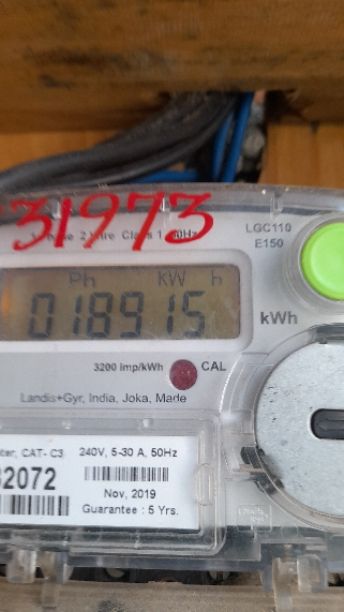 31973
2 Wire Class 1
LGC110
E150
Ph kW h
018915
kWh
3200 imp/kWh CAL
Landis+Gyr, India, Joka, Made
CAT- C3 240V, 5-30 A, 50Hz
2072
Nov, 2019
Guarantee : 5 Yrs.